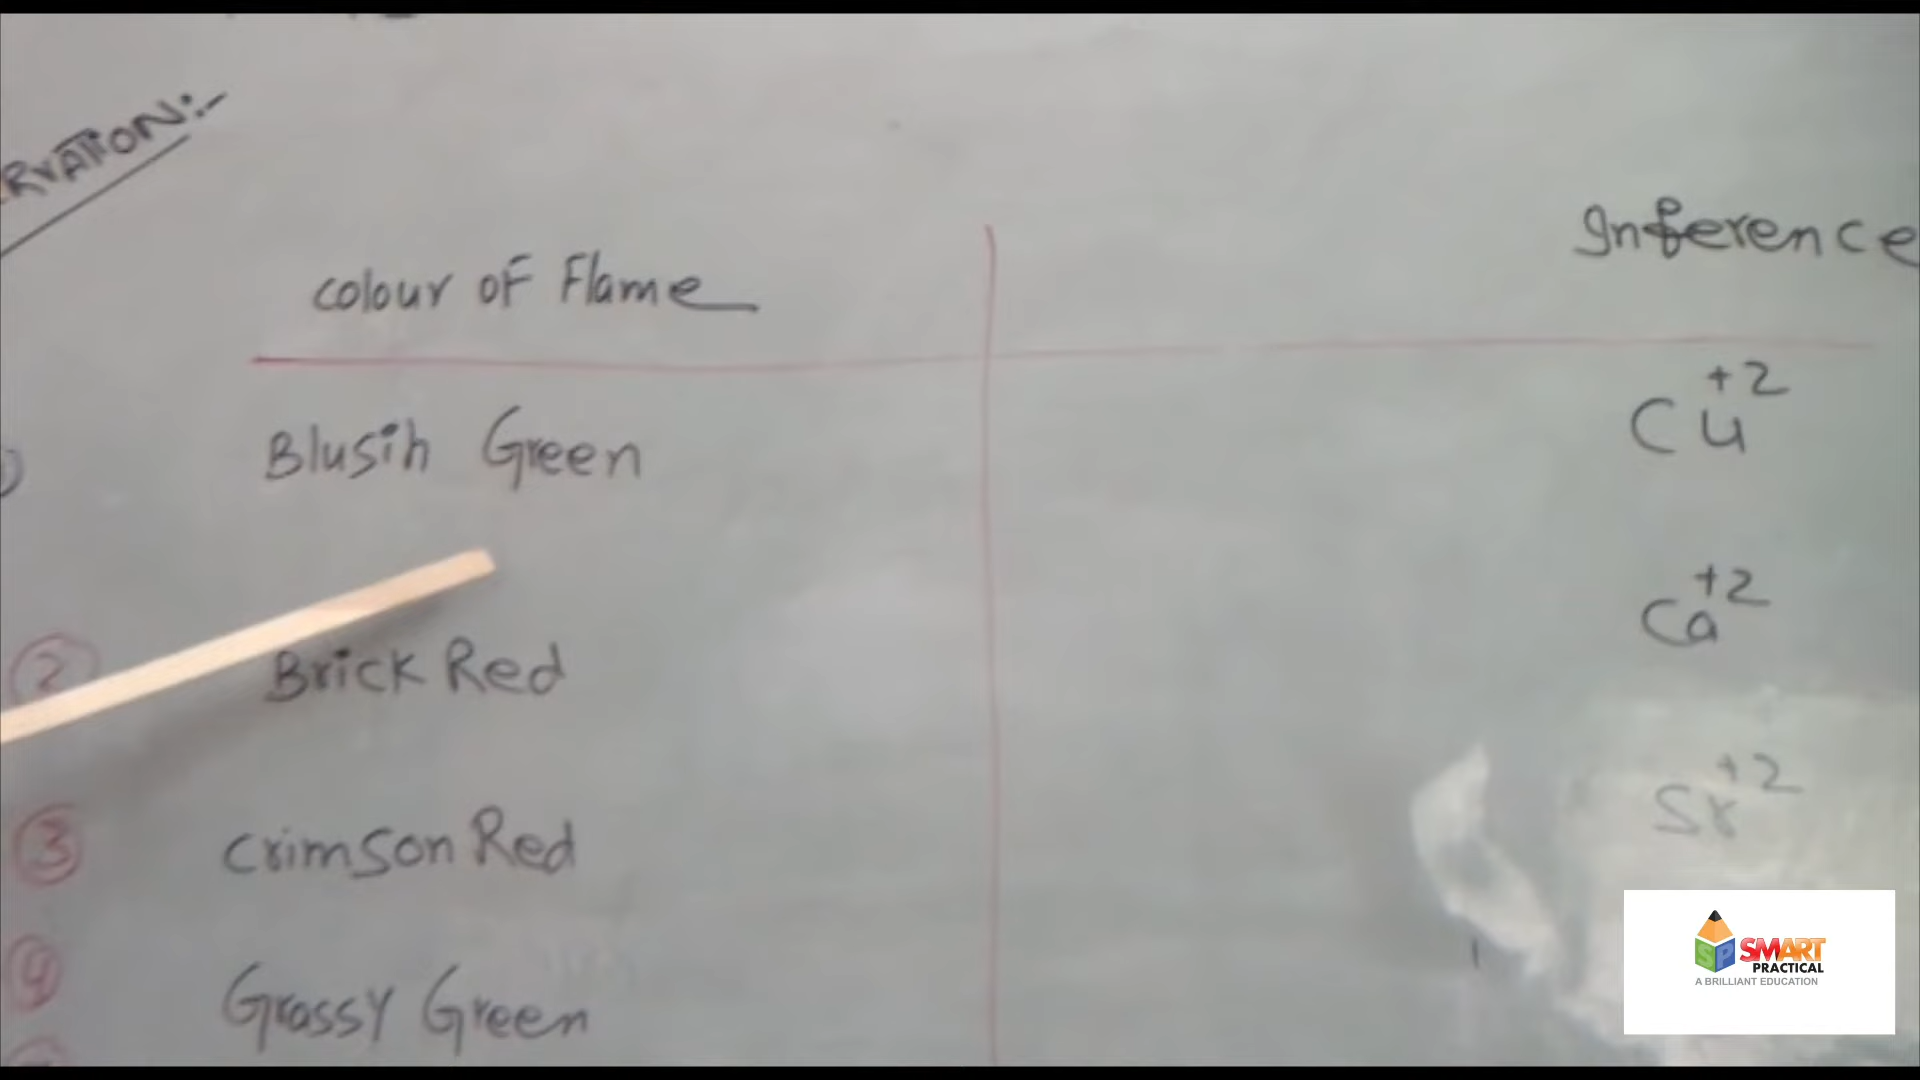 RVATION:-
Colour of Flame
Inference
Blusih Green
Cu+2
2
Brick Red
Ca+2
3
Crimson Red
Sr+2
4
Grassy Green
SP SMART
PRACTICAL
A BRILLIANT EDUCATION